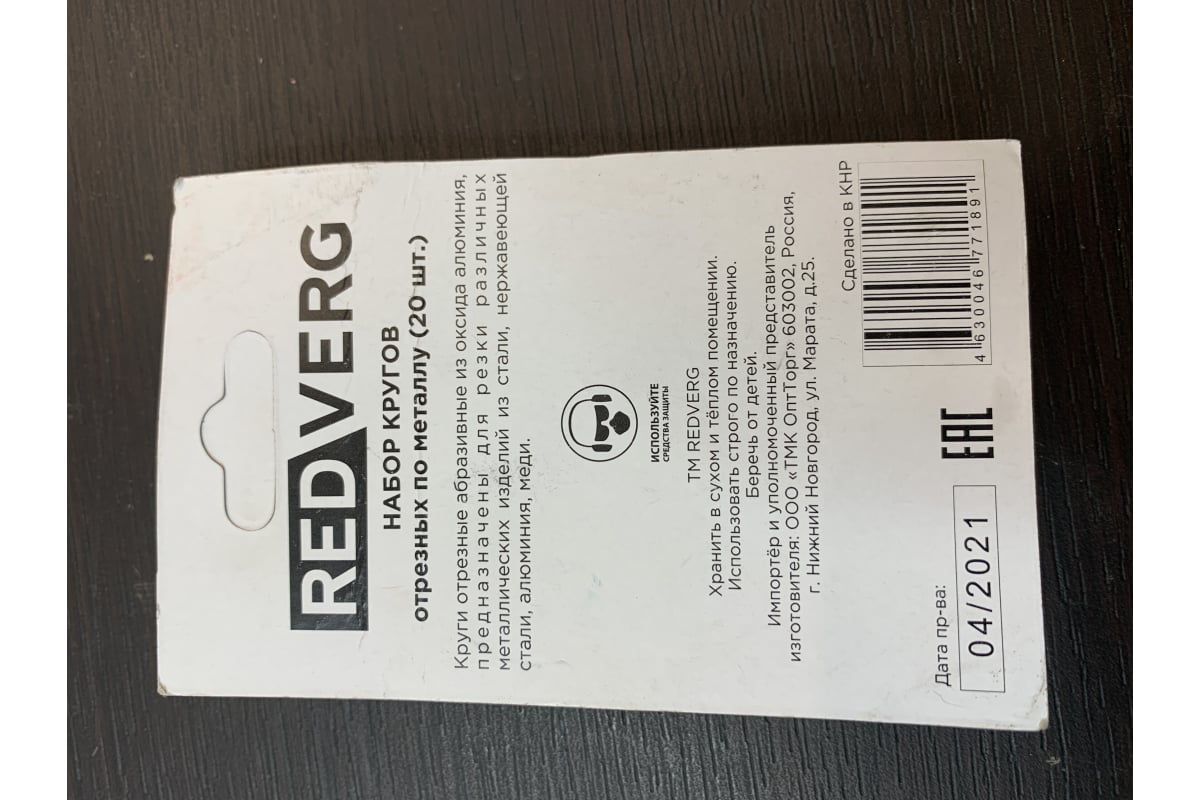 REDVERG
НАБОР КРУГОВ
отрезных по металлу (20 шт.)
Круги отрезные абразивные из оксида алюминия,
предназначены для резки различных
металлических изделий из стали, нержавеющей
стали, алюминия, меди.
ИСПОЛЬЗУЙТЕ
СРЕДСТВА ЗАЩИТЫ
ТМ REDVERG
Хранить в сухом и тёплом помещении.
Использовать строго по назначению.
Беречь от детей.
Импортёр и уполномоченный представитель
изготовителя: ООО «ТМК ОптТорг» 603002, Россия,
г. Нижний Новгород, ул. Марата, д.25.
Сделано в КНР
Дата пр-ва:
04/2021
EAC
4630046771891